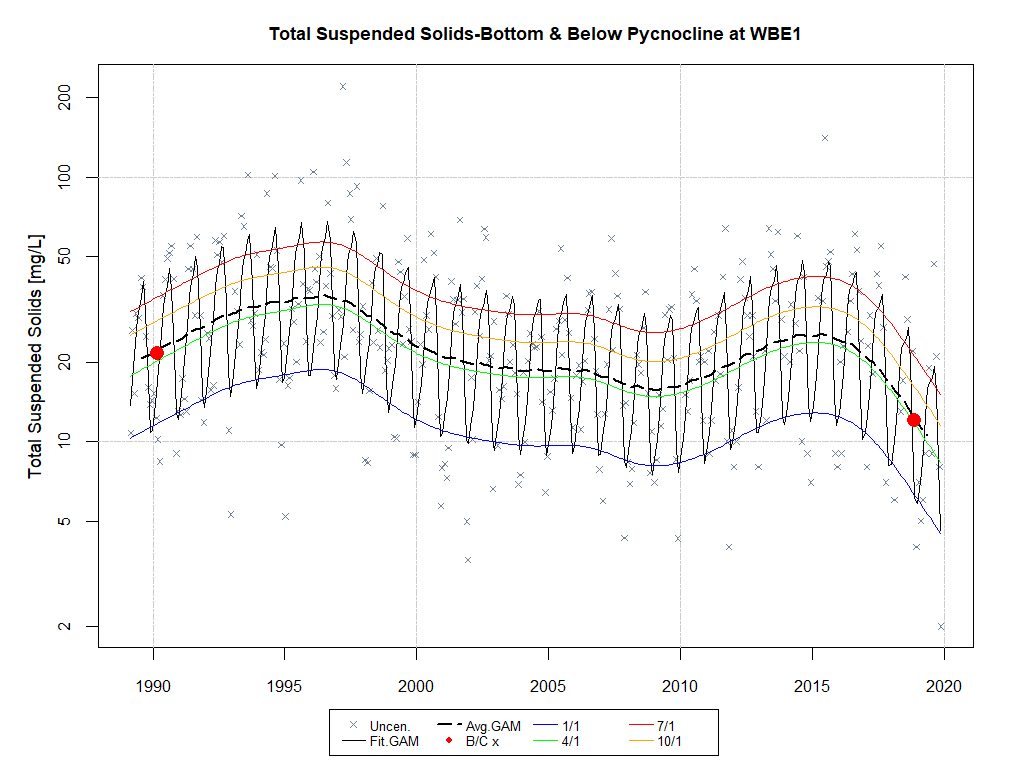 Total Suspended Solids-Bottom & Below Pycnocline at WBE1
Total Suspended Solids [mg/L]
200
100
50
20
10
5
2
1990 1995 2000 2005 2010 2015 2020
Uncen. Avg.GAM 1/1 7/1
Fit.GAM B/C x 4/1 10/1